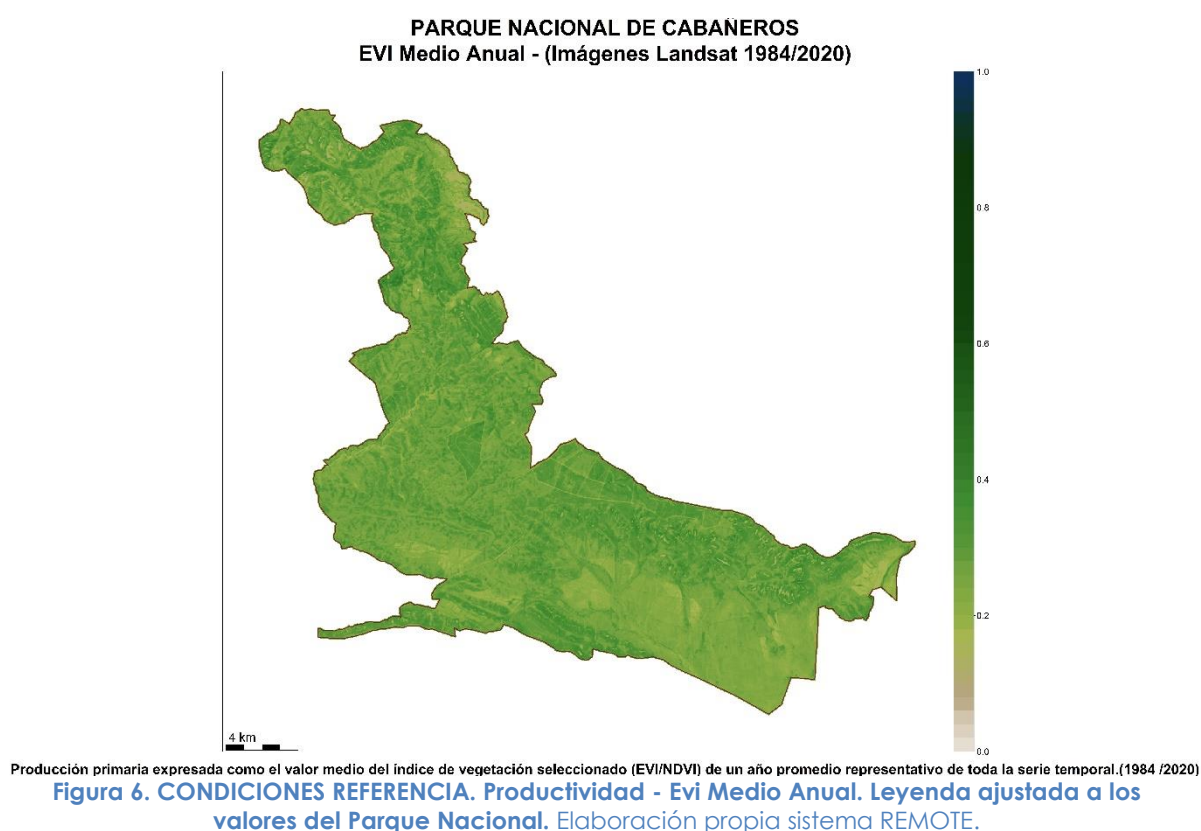 PARQUE NACIONAL DE CABAÑEROS
EVI Medio Anual - (Imágenes Landsat 1984/2020)
1.0
0.8
0.6
0.4
0.2
0.0
4 km
Producción primaria expresada como el valor medio del índice de vegetación seleccionado (EVI/NDVI) de un año promedio representativo de toda la serie temporal.(1984 /2020)
Figura 6. CONDICIONES REFERENCIA. Productividad - Evi Medio Anual. Leyenda ajustada a los
valores del Parque Nacional. Elaboración propia sistema REMOTE.